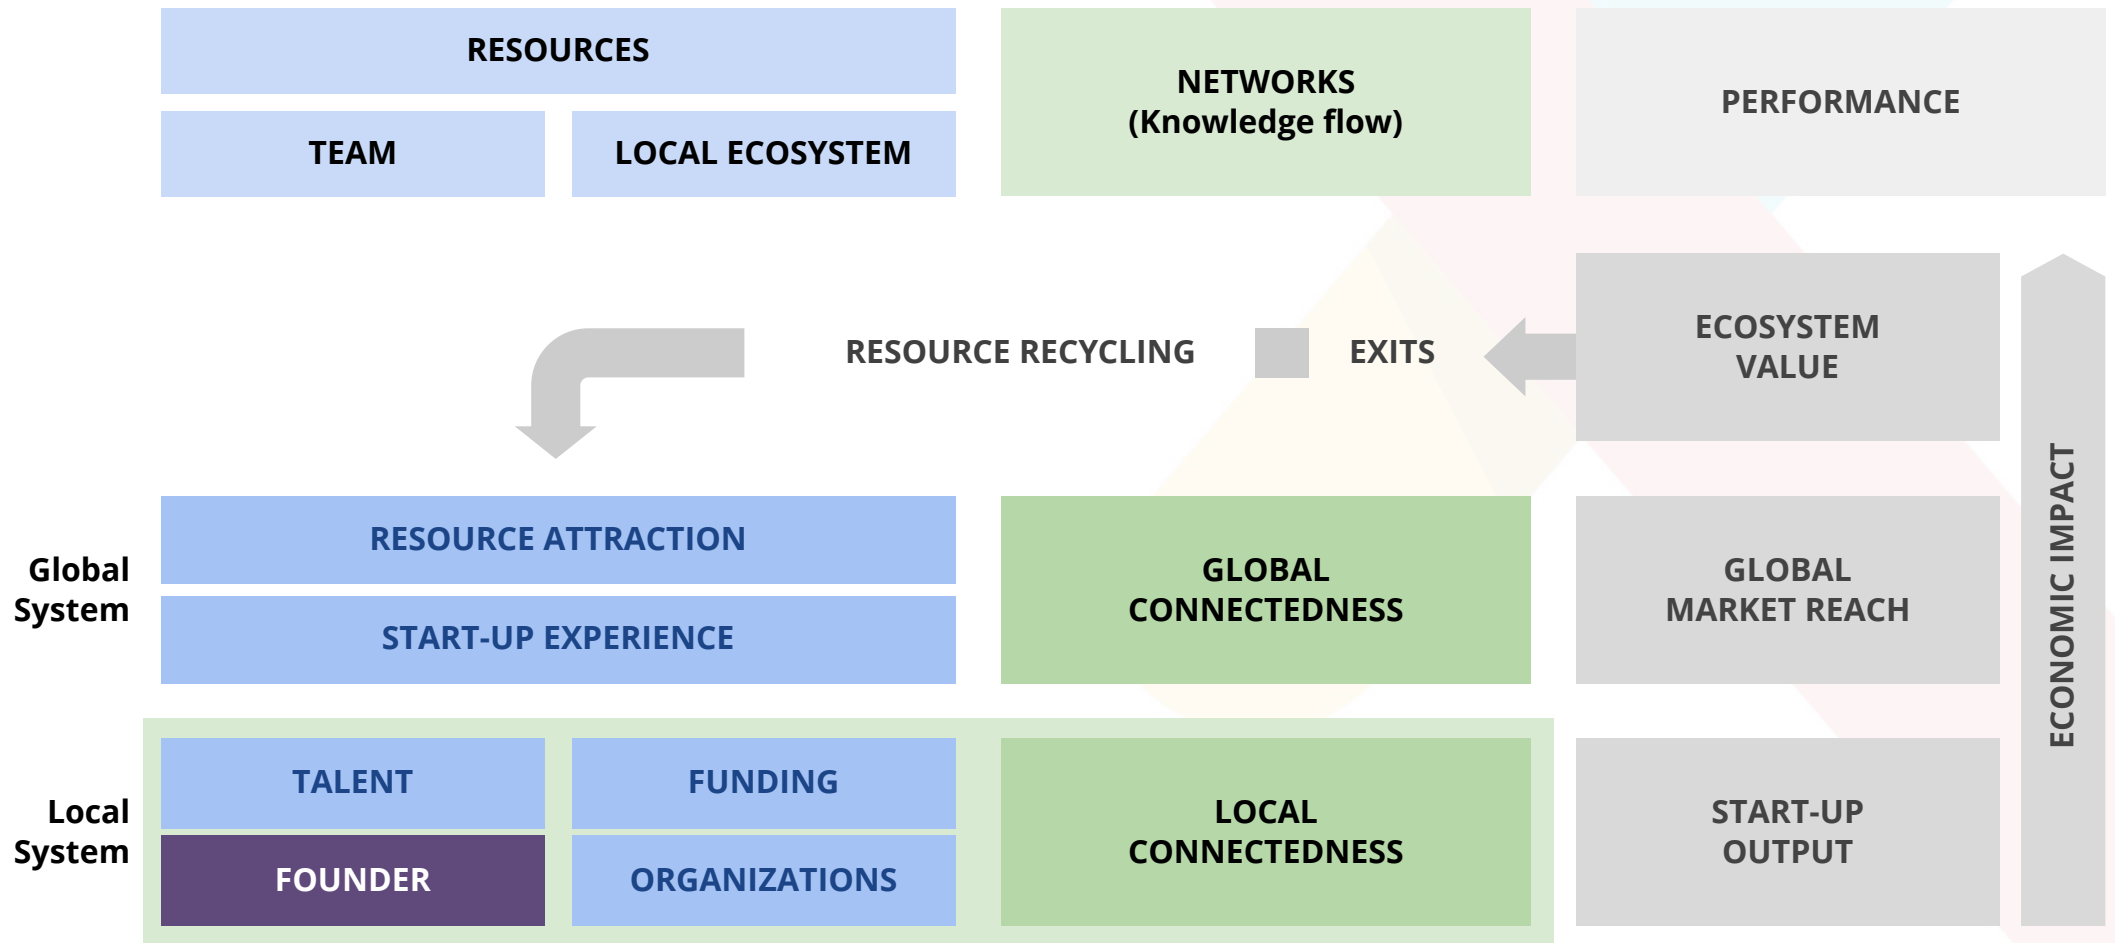 RESOURCES
TEAM
LOCAL ECOSYSTEM
NETWORKS
(Knowledge flow)
PERFORMANCE
RESOURCE RECYCLING
EXITS
ECOSYSTEM
VALUE
ECONOMIC IMPACT
Global
System
RESOURCE ATTRACTION
START-UP EXPERIENCE
GLOBAL
CONNECTEDNESS
GLOBAL
MARKET REACH
Local
System
TALENT
FUNDING
FOUNDER
ORGANIZATIONS
LOCAL
CONNECTEDNESS
START-UP
OUTPUT